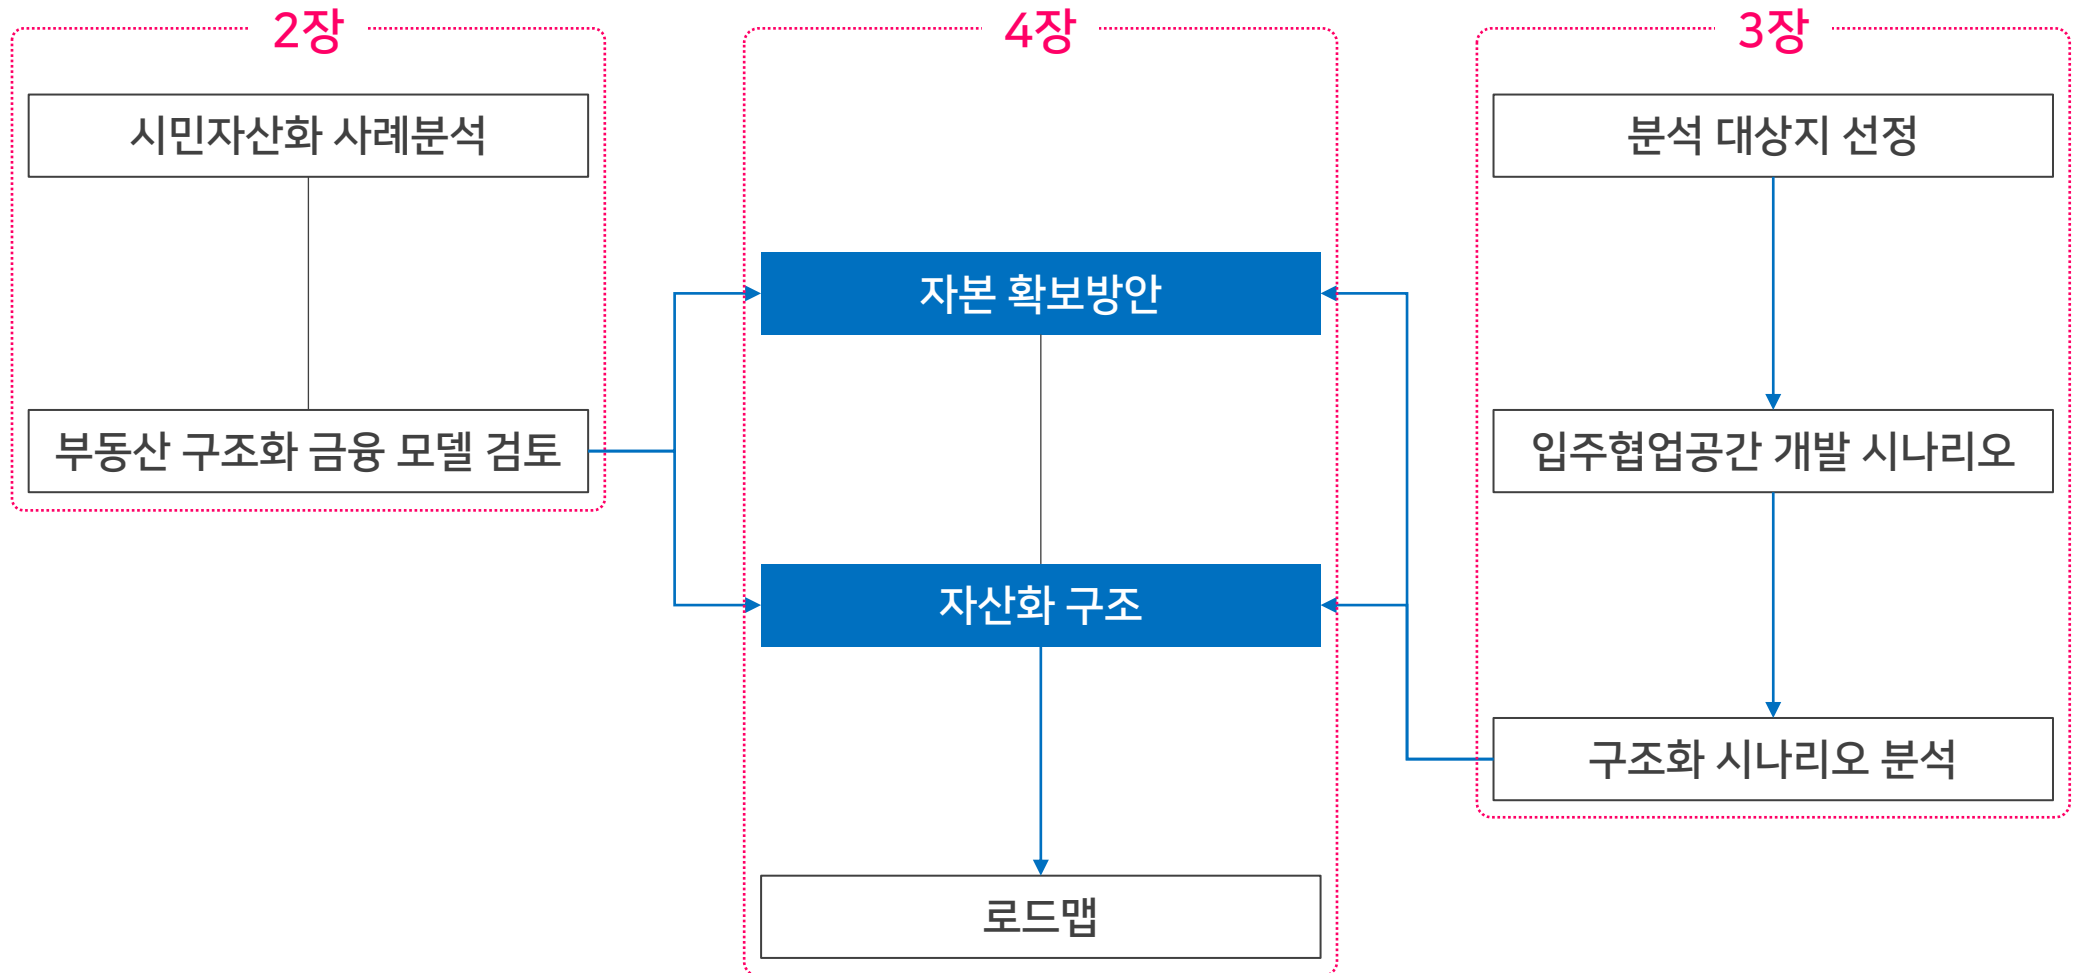 2장
시민자산화 사례분석
부동산 구조화 금융 모델 검토
4장
자본 확보방안
자산화 구조
로드맵
3장
분석 대상지 선정
입주협업공간 개발 시나리오
구조화 시나리오 분석